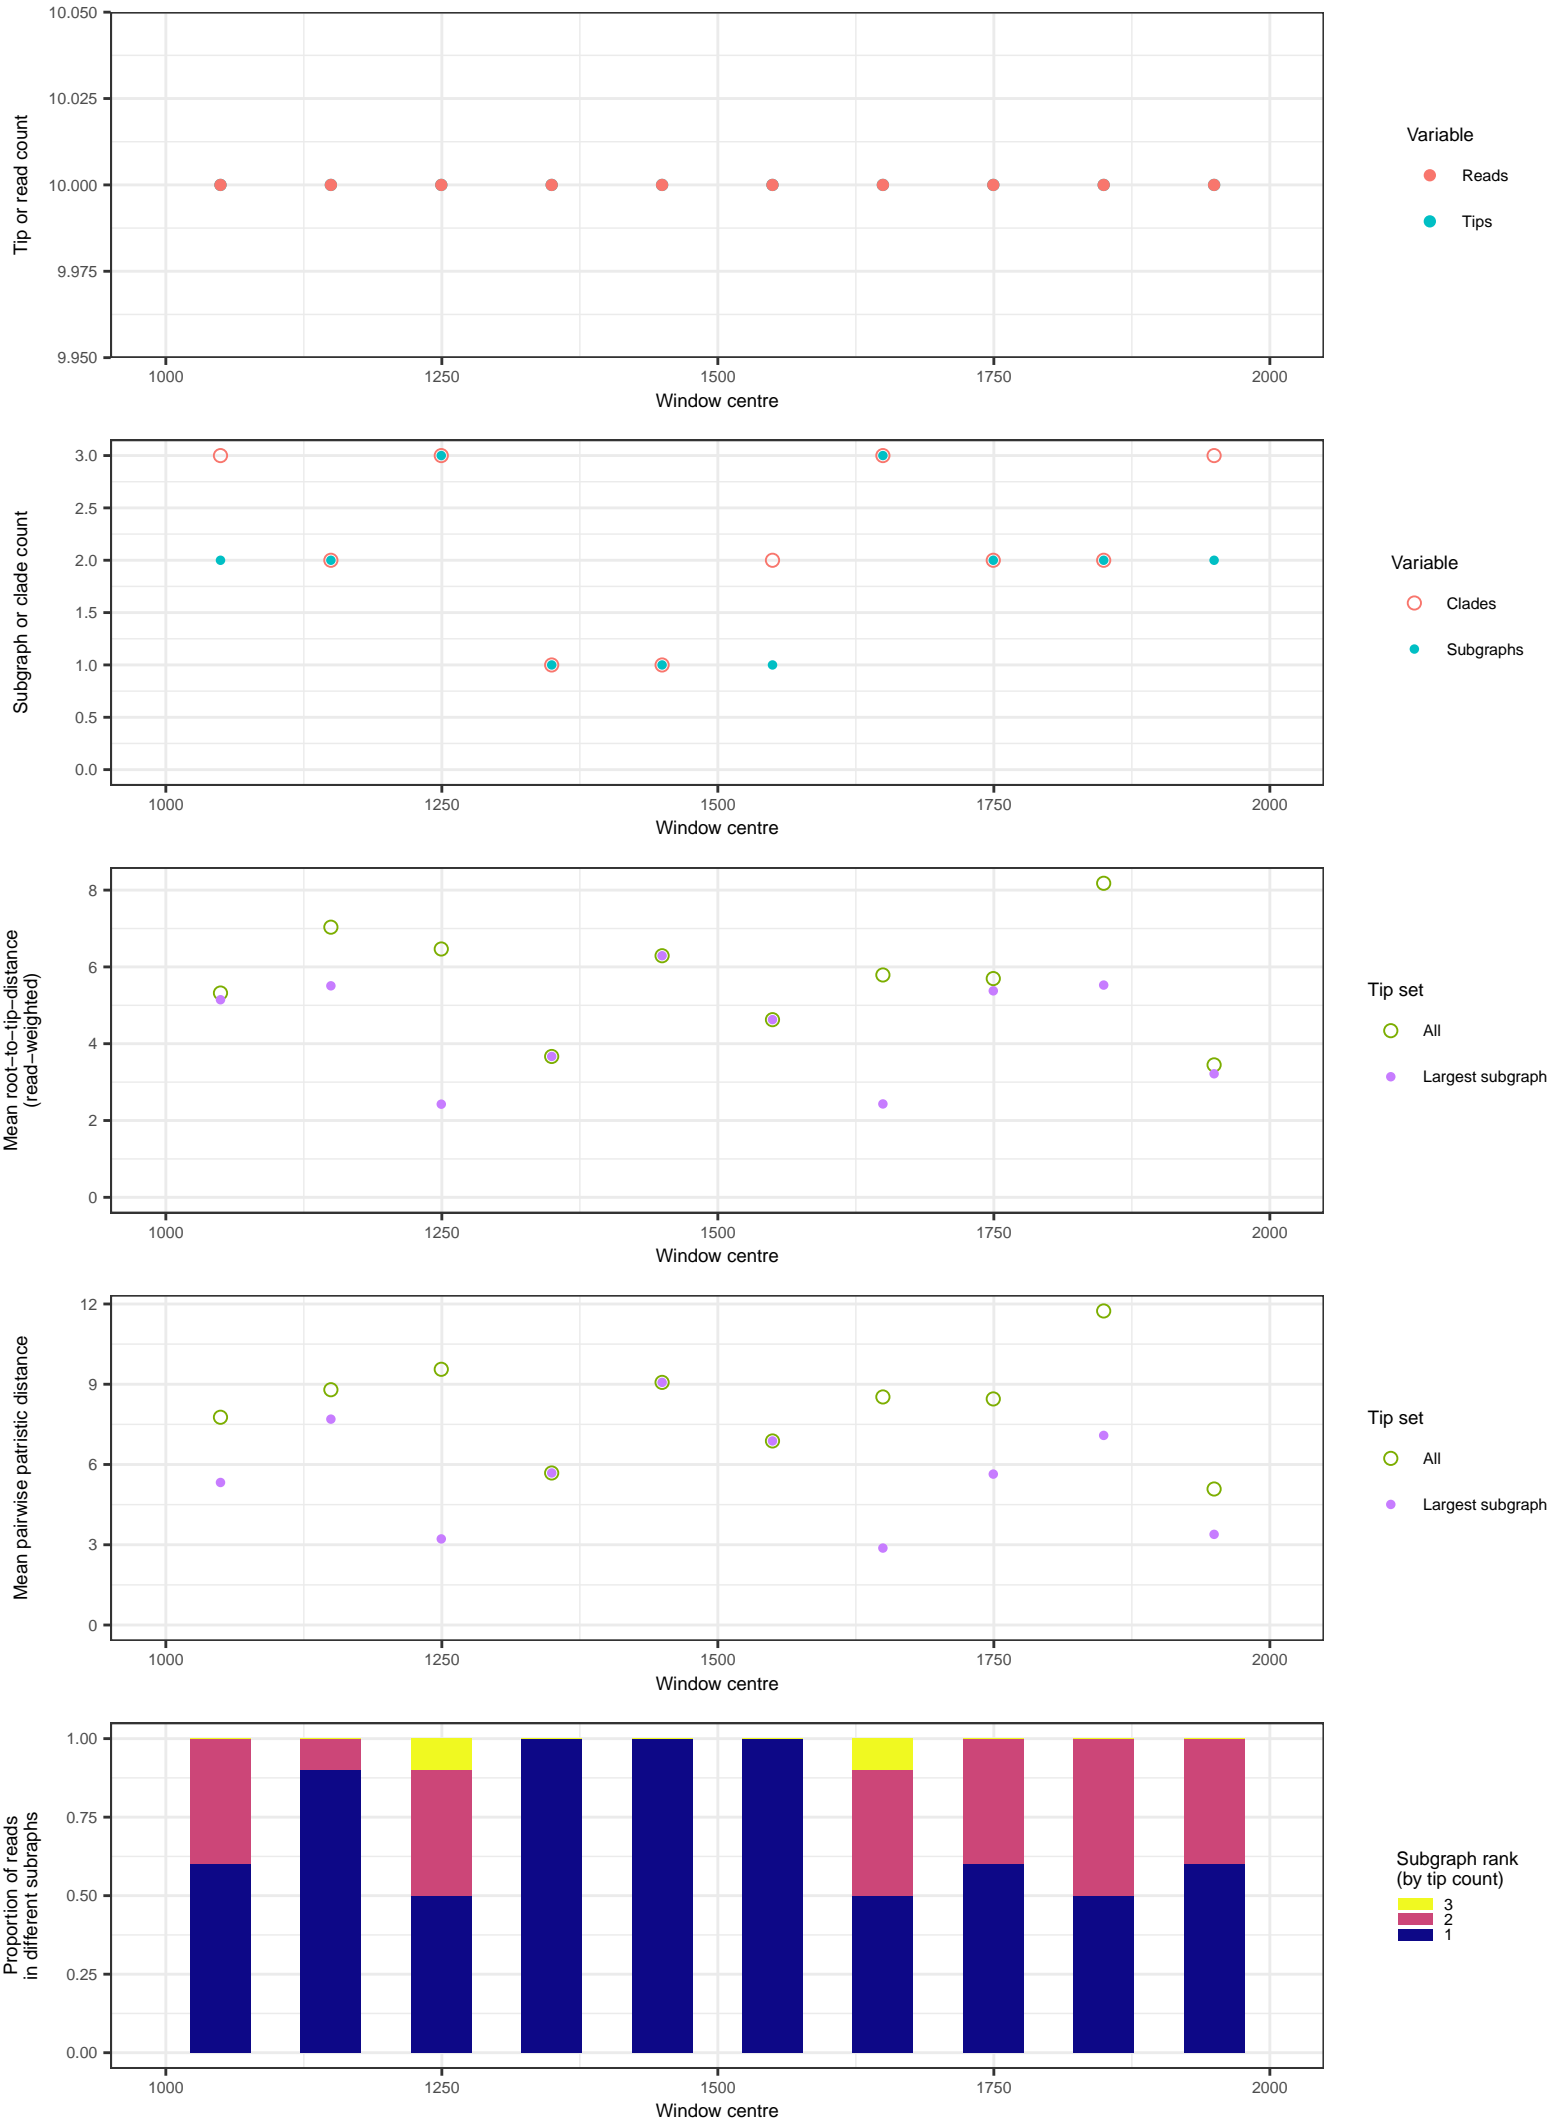 10.050
10.025
10.000
9.975
9.950
Tip or read count
1000 1250 1500 1750 2000
Window centre
Variable
Reads
Tips
3.0
2.5
2.0
1.5
1.0
0.5
0.0
Subgraph or clade count
1000 1250 1500 1750 2000
Window centre
Variable
Clades
Subgraphs
8
6
4
2
0
Mean root−to−tip−distance
(read−weighted)
1000 1250 1500 1750 2000
Window centre
Tip set
All
Largest subgraph
12
9
6
3
0
Mean pairwise patristic distance
1000 1250 1500 1750 2000
Window centre
Tip set
All
Largest subgraph
1.00
0.75
0.50
0.25
0.00
Proportion of reads
in different subraphs
1000 1250 1500 1750 2000
Window centre
Subgraph rank
(by tip count)
3
2
1